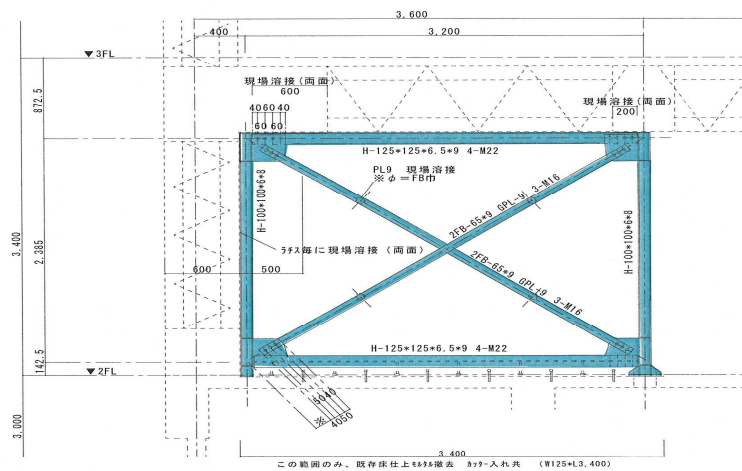 3,600
400
3,200
▼3FL
現場溶接(両面)
600
現場溶接(両面)
200
40 60 40
60 60
872.5
H-125*125*6.5*9 4-M22
PL9 現場溶接
※φ=FB巾
2FB-65*9 GPL-9 3-M16
H-100*100*6*8
H-100*100*6*8
3,400
2,385
ﾗﾁｽ毎に現場溶接(両面)
600
500
2FB-65*9 GPL-9 3-M16
H-125*125*6.5*9 4-M22
142.5
▼2FL
5040
※
4050
3,000
3,400
この範囲のみ、既存床仕上ﾓﾙﾀﾙ撤去 ｶｯﾀｰ入れ共 (W125*L3,400)